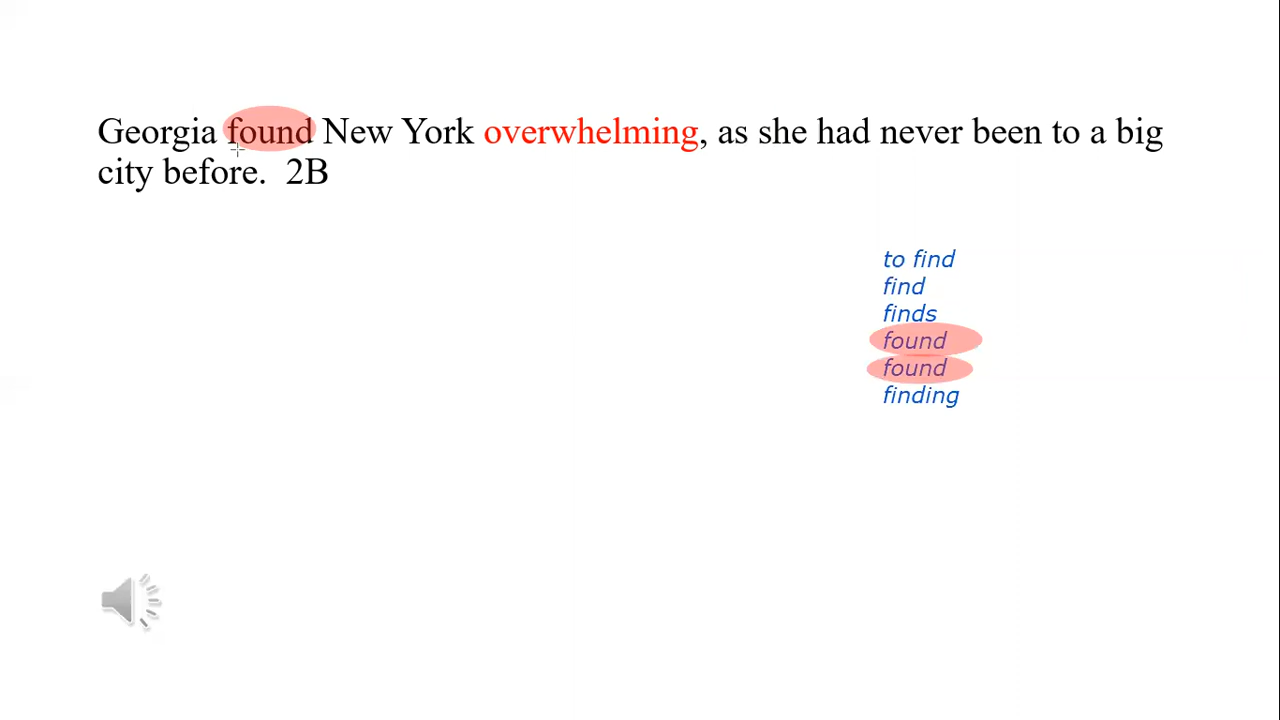 Georgia found New York overwhelming, as she had never been to a big
city before. 2B
to find
find
finds
found
found
finding